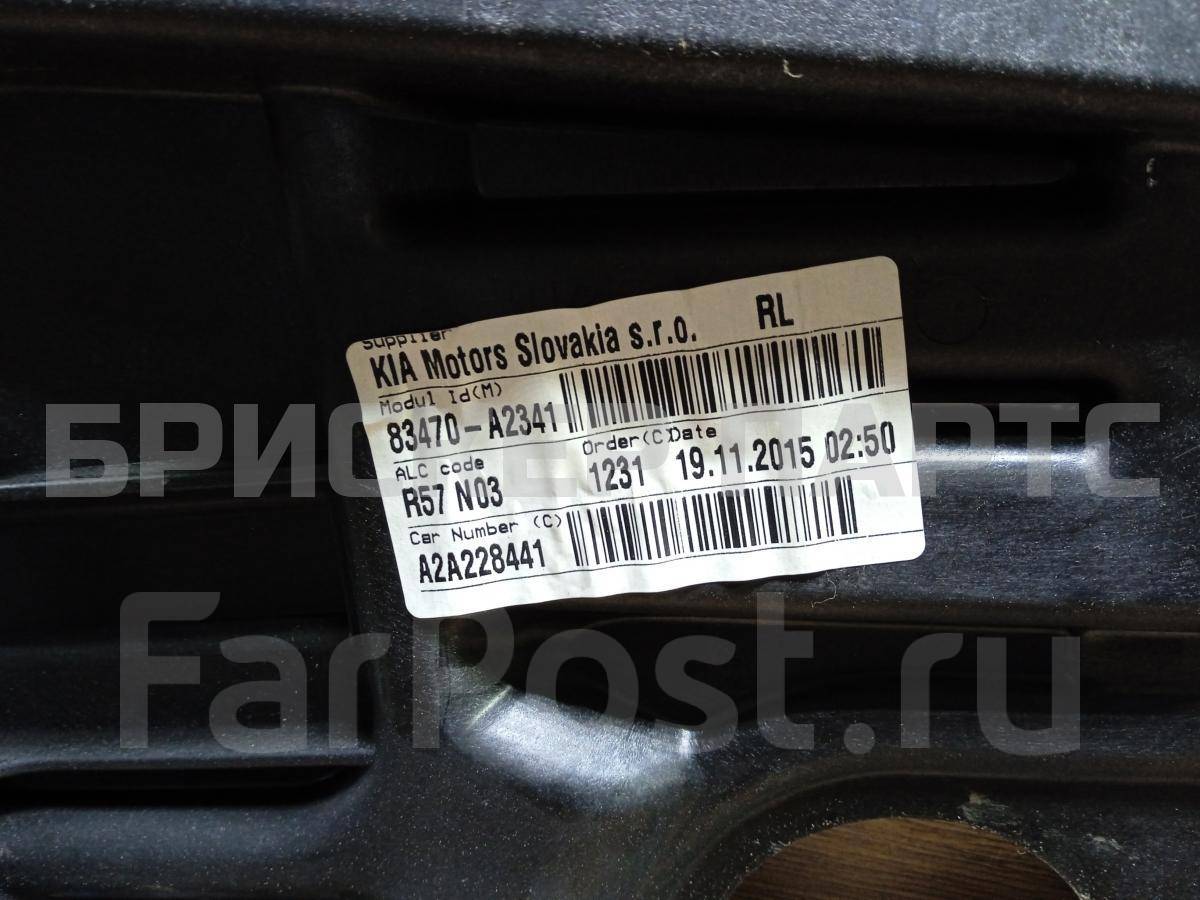 Supplier
KIA Motors Slovakia s.r.o. RL
Modul Id(M)
83470-A2341
ALC code Order(C) Date
R57 N03 1231 19.11.2015 02:50
Car Number (C)
A2A228441
FarPost.ru